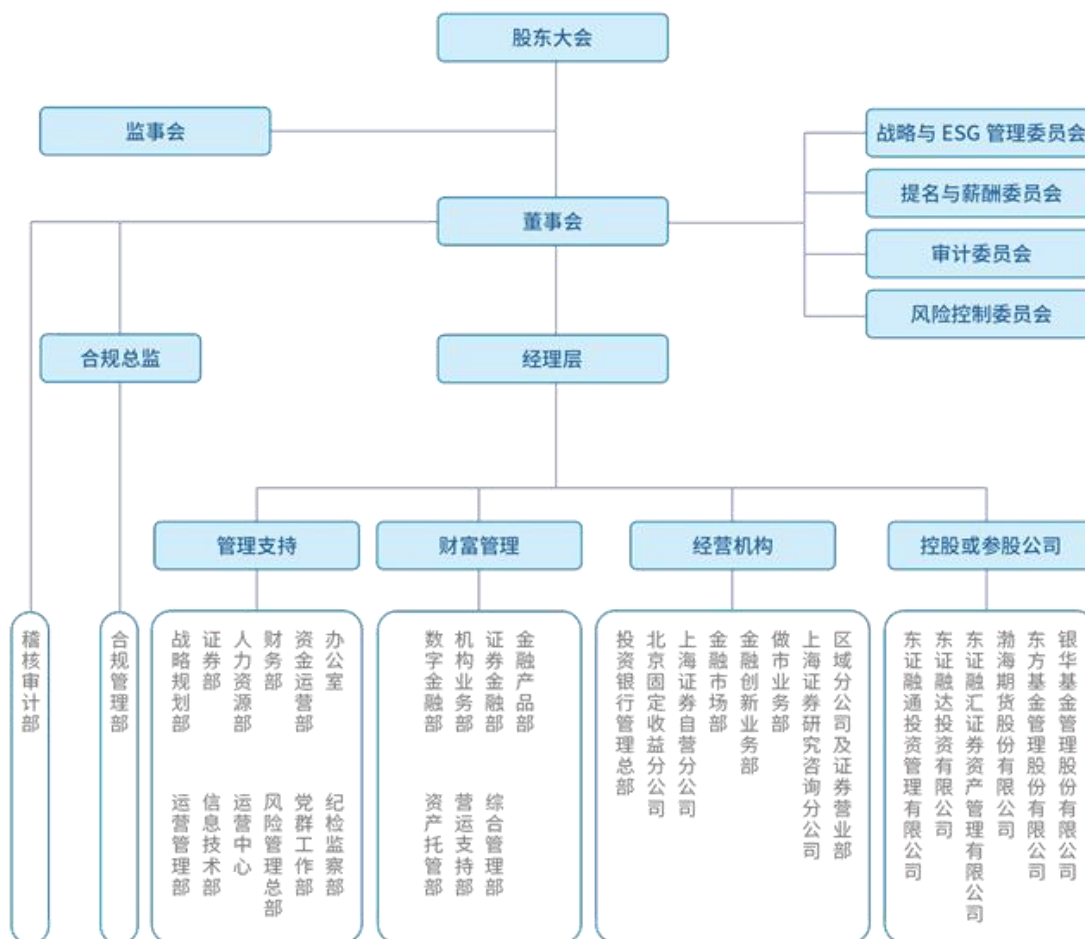 股东大会
监事会
战略与 ESG 管理委员会
提名与薪酬委员会
董事会
审计委员会
风险控制委员会
合规总监
经理层
管理支持
财富管理
经营机构
控股或参股公司
稽核审计部
合规管理部
战略规划部
证券部
人力资源部
财务部
资金运营部
办公室
运营管理部
信息技术部
运营中心
风险管理总部
党群工作部
纪检监察部
数字金融部
机构业务部
证券金融部
金融产品部
资产托管部
营运支持部
综合管理部
投资银行管理总部
北京固定收益分公司
上海证券自营分公司
金融市场部
金融创新业务部
做市业务部
上海证券研究咨询分公司
区域分公司及证券营业部
东证融通投资管理有限公司
东证融达投资有限公司
东证融汇证券资产管理有限公司
渤海期货股份有限公司
东方基金管理股份有限公司
银华基金管理股份有限公司